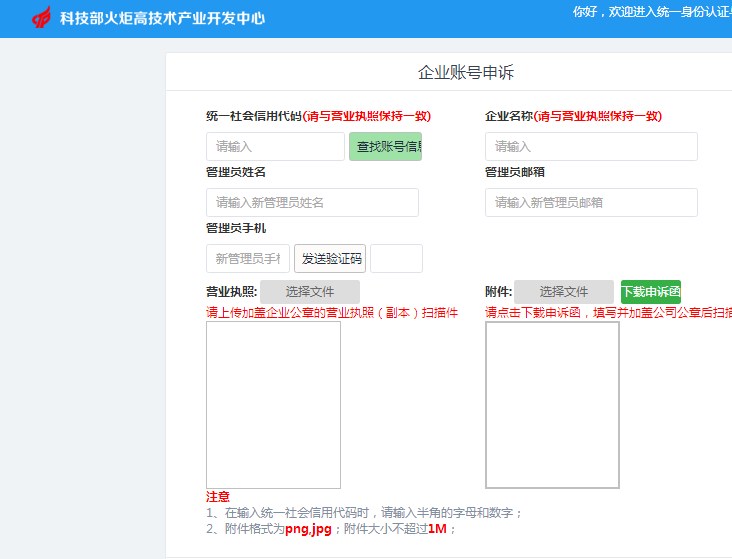 科技部火炬高技术产业开发中心
你好，欢迎进入统一身份认证
企业账号申诉
统一社会信用代码(请与营业执照保持一致)
企业名称(请与营业执照保持一致)
请输入
查找账号信息
请输入
管理员姓名
管理员邮箱
请输入新管理员姓名
请输入新管理员邮箱
管理员手机
新管理员手机
发送验证码
营业执照:
选择文件
附件:
选择文件
下载申诉函
请上传加盖企业公章的营业执照（副本）扫描件
请点击下载申诉函，填写并加盖公司公章后扫描
注意
1、在输入统一社会信用代码时，请输入半角的字母和数字；
2、附件格式为png,jpg；附件大小不超过1M；